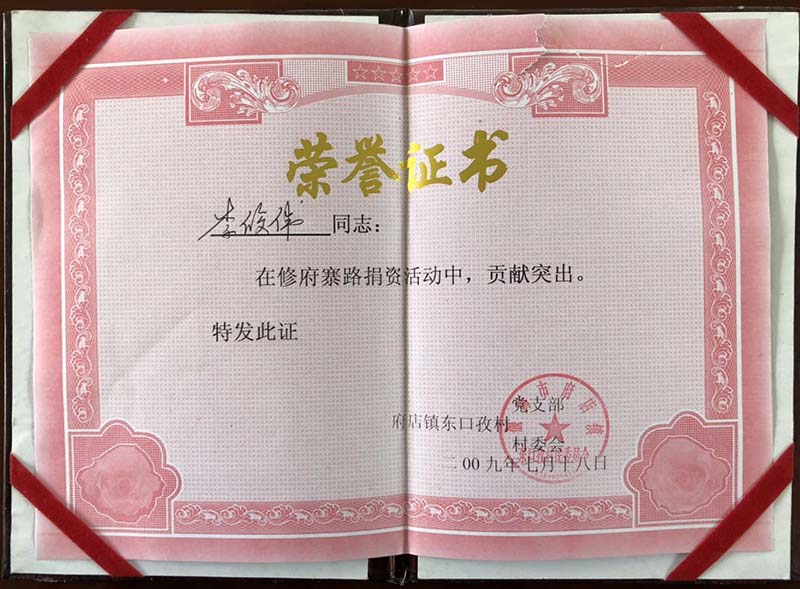 荣誉证书
李俊伟 同志：
在修府寨路捐资活动中，贡献突出。
特发此证
府店镇东口孜村 党支部
村委会
二00九年七月十八日